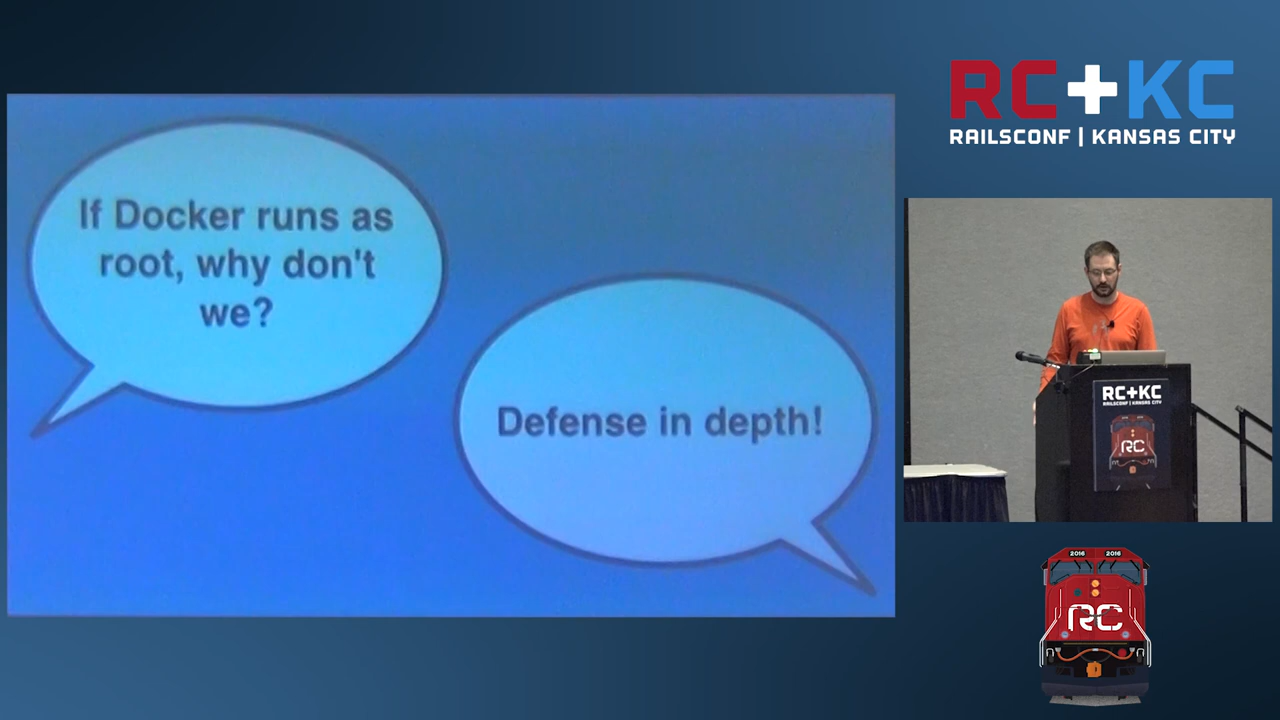 If Docker runs as
root, why don't
we?
Defense in depth!
RC+KC
RAILSCONF | KANSAS CITY
RC+KC
RAILSCONF | KANSAS CITY
RC
2016 2016
RC